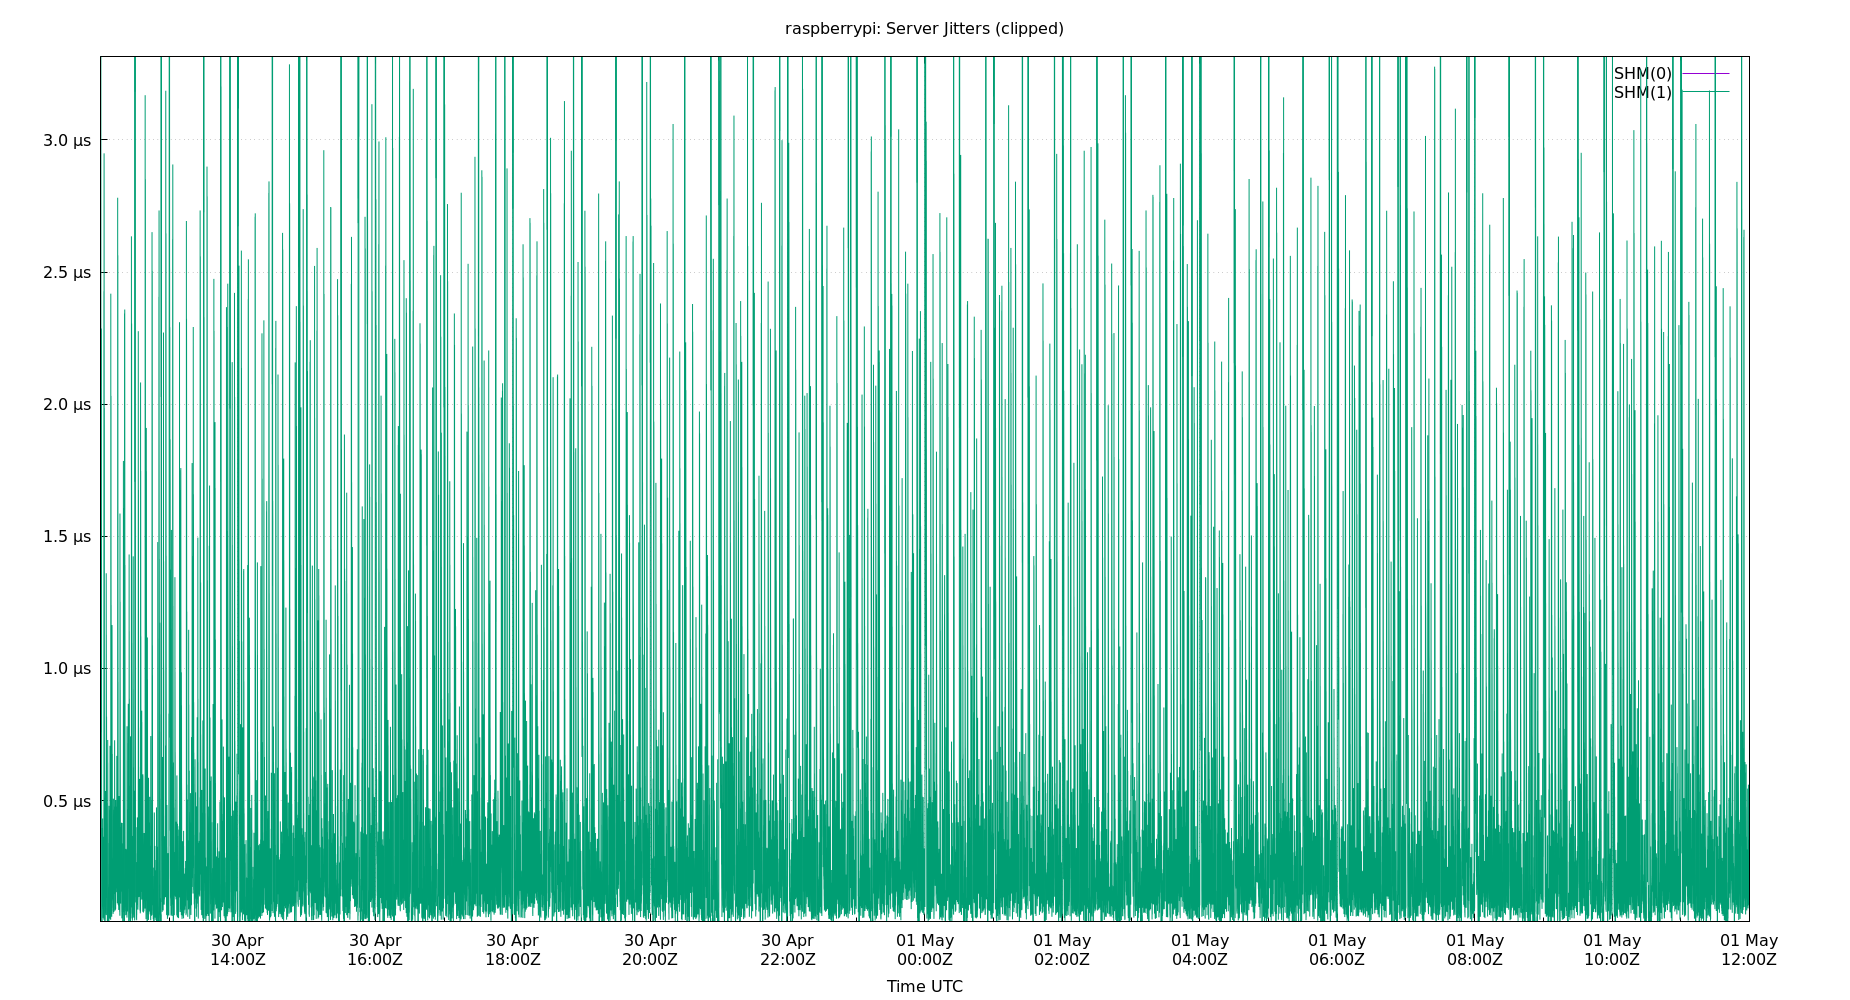 raspberrypi: Server Jitters (clipped)
SHM(0)
SHM(1)
3.0 µs
2.5 µs
2.0 µs
1.5 µs
1.0 µs
0.5 µs
30 Apr 30 Apr 30 Apr 30 Apr 30 Apr 01 May 01 May 01 May 01 May 01 May 01 May 01 May
14:00Z 16:00Z 18:00Z 20:00Z 22:00Z 00:00Z 02:00Z 04:00Z 06:00Z 08:00Z 10:00Z 12:00Z
Time UTC